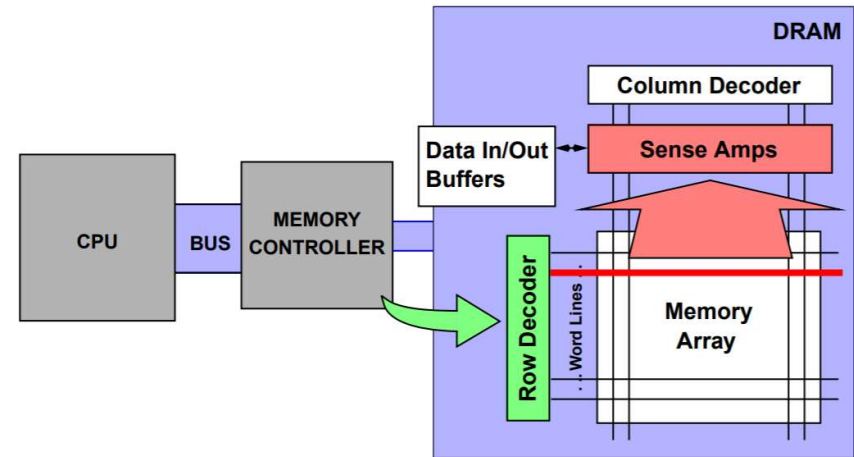 DRAM
Column Decoder
Sense Amps
Data In/Out
Buffers
CPU
BUS
MEMORY
CONTROLLER
Row Decoder
... Word Lines ...
Memory
Array